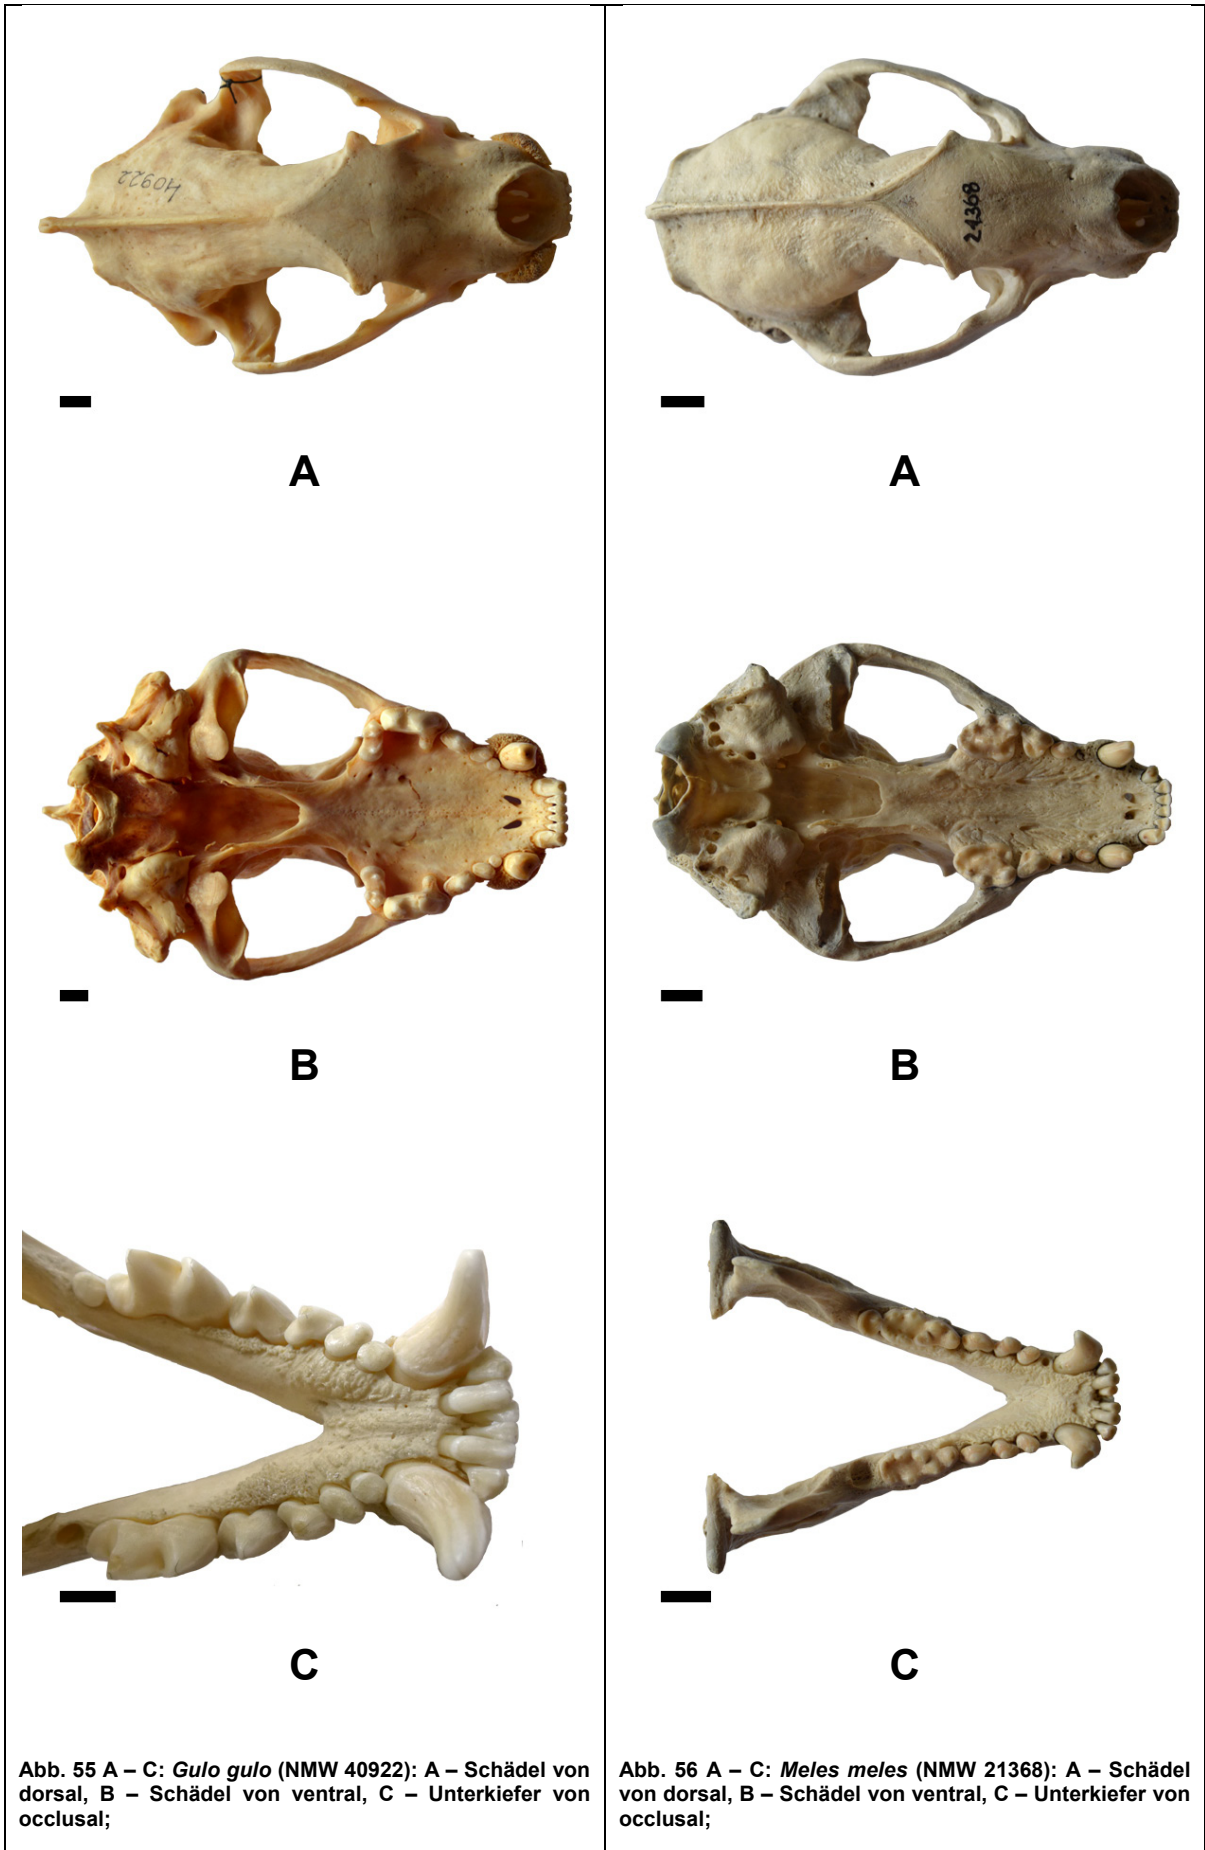 40922
A
B
C
Abb. 55 A – C: Gulo gulo (NMW 40922): A – Schädel von
dorsal, B – Schädel von ventral, C – Unterkiefer von
occlusal;
24368
A
B
C
Abb. 56 A – C: Meles meles (NMW 21368): A – Schädel
von dorsal, B – Schädel von ventral, C – Unterkiefer von
occlusal;